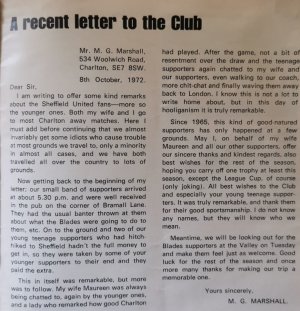 A recent letter to the Club
Mr. M. G. Marshall,
534 Woolwich Road,
Charlton, SE7 8SW.
8th October, 1972.
Dear Sir,
I am writing to offer some kind remarks
about the Sheffield United fans—more so
the younger ones. Both my wife and I go
to most Charlton away matches. Here I
must add before continuing that we almost
invariably get some idiots who cause trouble
at most grounds we travel to, only a minority
in almost all cases, and we have both
travelled all over the country to lots of
grounds.
Now getting back to the beginning of my
letter; our small band of supporters arrived
at about 5.30 p.m. and were well received
in the pub on the corner of Bramall Lane.
They had the usual banter thrown at them
about what the Blades were going to do to
them, etc. On to the ground and two of our
young teenage supporters who had hitch-
hiked to Sheffield hadn't the full money to
get in, so they were taken by some of your
younger supporters to their end and they
paid the extra.
This in itself was remarkable, but more
was to follow. My wife Maureen was always
being chatted to, again by the younger ones,
and a lady who remarked how good Charlton
had played. After the game, not a bit of
resentment over the draw and the teenage
supporters again chatted to my wife and
our supporters, even walking to our coach,
more chit-chat and finally waving them away
back to London. I know this is not a lot to
write home about, but in this day of
hooliganism it is truly remarkable.
Since 1965, this kind of good-natured
supporters has only happened at a few
grounds. May I, on behalf of my wife
Maureen and all our other supporters, offer
our sincere thanks and kindest regards, also
best wishes for the rest of the season,
hoping you carry off one trophy at least this
season, except the League Cup, of course
(only joking). All best wishes to the Club
and especially your young teenage suppor-
ters. It was truly remarkable, and thank them
for their good sportsmanship. I do not know
any names, but they will know who we
mean.
Meantime, we will be looking out for the
Blades supporters at the Valley on Tuesday
and make them feel just as welcome. Good
luck for the rest of the season and once
more many thanks for making our trip a
memorable one.
Yours sincerely,
M. G. MARSHALL.